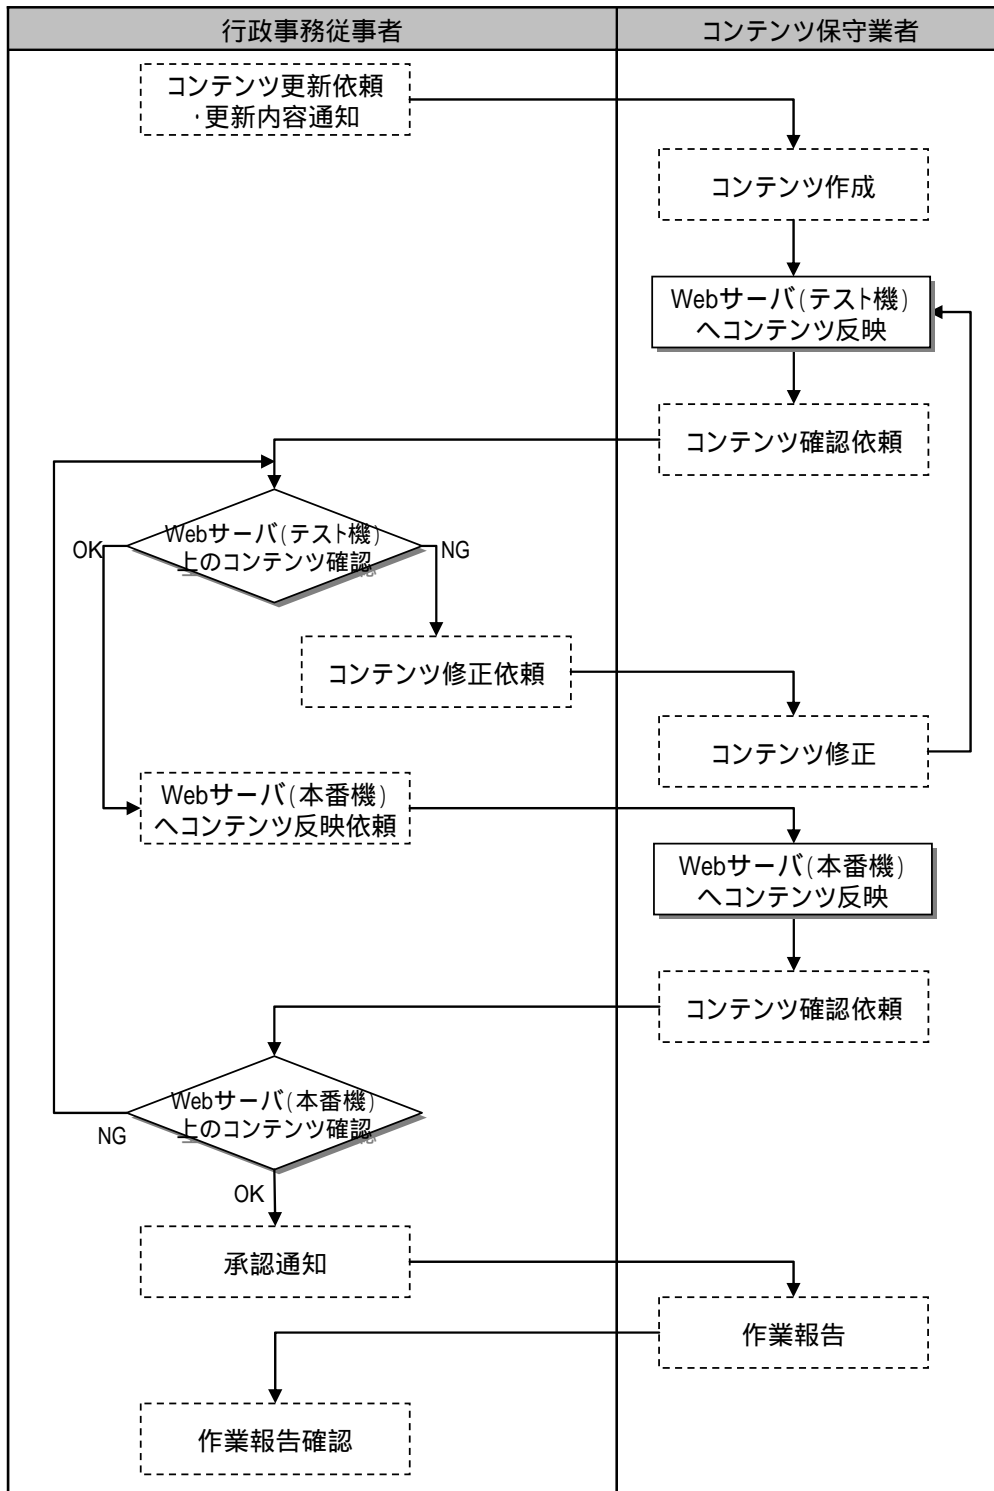 行政事務従事者
コンテンツ保守業者
コンテンツ更新依頼
・更新内容通知
コンテンツ作成
Webサーバ(テスト機)
へコンテンツ反映
コンテンツ確認依頼
Webサーバ(テスト機)
上のコンテンツ確認
OK
NG
コンテンツ修正依頼
コンテンツ修正
Webサーバ(本番機)
へコンテンツ反映依頼
Webサーバ(本番機)
へコンテンツ反映
コンテンツ確認依頼
Webサーバ(本番機)
上のコンテンツ確認
NG
OK
承認通知
作業報告
作業報告確認